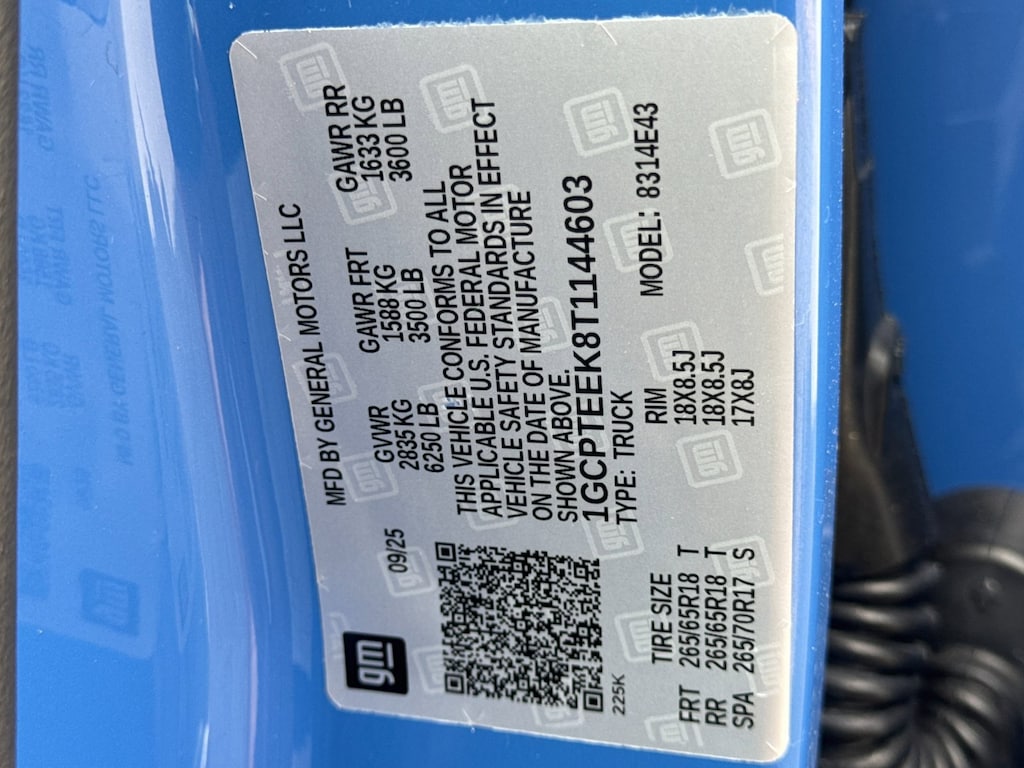 gm
09/25
MFD BY GENERAL MOTORS LLC
GVWR GAWR FRT GAWR RR
2835 KG 1588 KG 1633 KG
6250 LB 3500 LB 3600 LB
THIS VEHICLE CONFORMS TO ALL
APPLICABLE U.S. FEDERAL MOTOR
VEHICLE SAFETY STANDARDS IN EFFECT
ON THE DATE OF MANUFACTURE
SHOWN ABOVE.
1GCPTEEK8T1144603
TYPE: TRUCK MODEL: 8314E43
225K
TIRE SIZE RIM
FRT 265/65R18 T 18X8.5J
RR 265/65R18 T 18X8.5J
SPA 265/70R17 S 17X8J